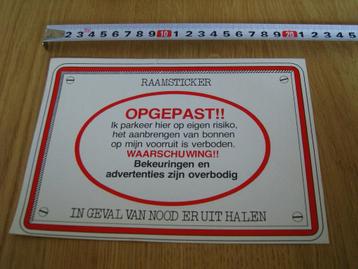 2 3 4 5 6 7 8 9 10 1 2 3 4 5 6 7 8 9 20 1 2 3 4 5
RAAMSTICKER
OPGEPAST!!
Ik parkeer hier op eigen risiko,
het aanbrengen van bonnen
op mijn voorruit is verboden.
WAARSCHUWING!!
Bekeuringen en
advertenties zijn overbodig
IN GEVAL VAN NOOD ER UIT HALEN